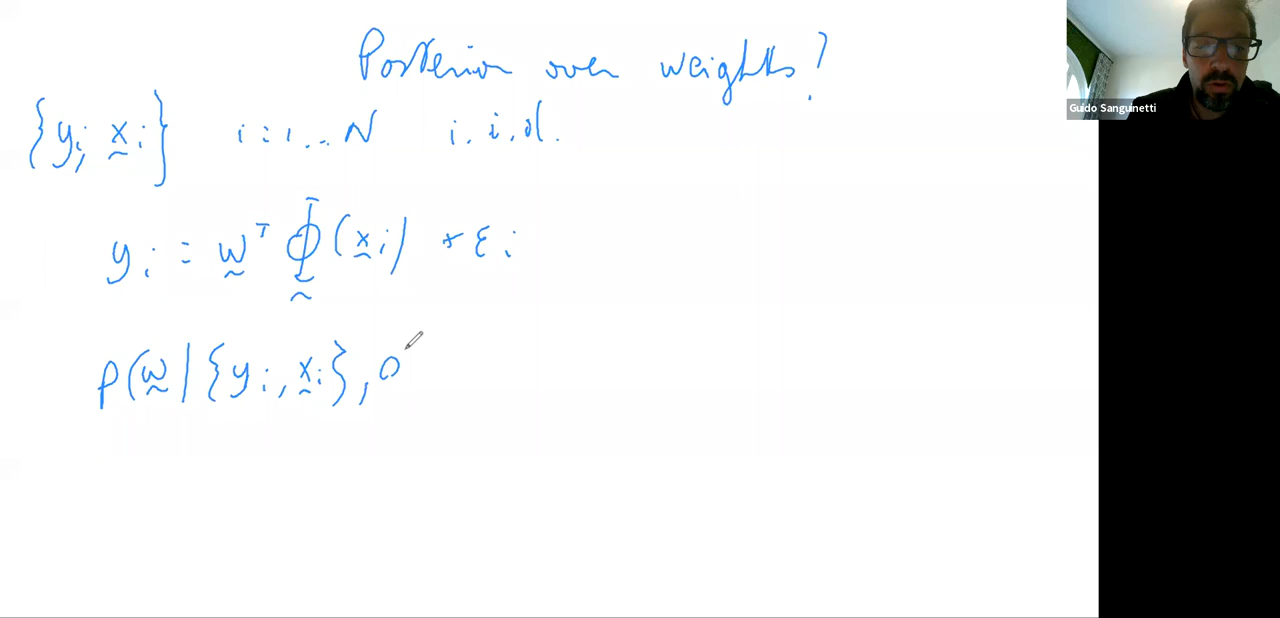 Posterior over weights?
{y_i, x_i} i=1...N i.i.d.
y_i = w^T Φ(x_i) + ε_i
p(w|{y_i, x_i}, σ
Guido Sanguinetti